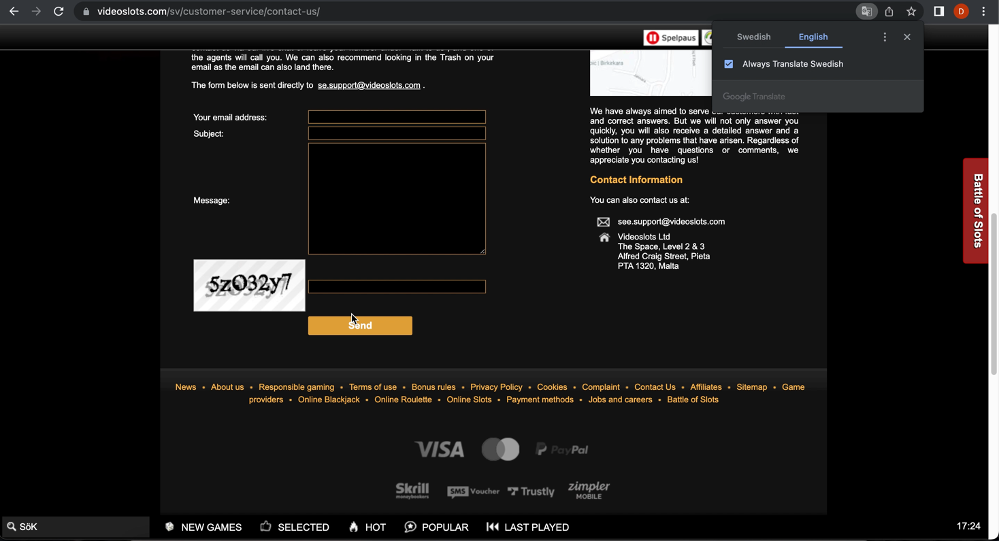 videoslots.com/sv/customer-service/contact-us/
D
Spelpaus
Swedish English
Always Translate Swedish
Google Translate
the agents will call you. We can also recommend looking in the Trash on your
email as the email can also land there.
The form below is sent directly to se.support@videoslots.com .
Your email address:
Subject:
Message:
5zO32y7
Send
Birkirkara
We have always aimed to serve
and correct answers. But we will not only answer you
quickly, you will also receive a detailed answer and a
solution to any problems that have arisen. Regardless of
whether you have questions or comments, we
appreciate you contacting us!
Contact Information
You can also contact us at:
see.support@videoslots.com
Videoslots Ltd
The Space, Level 2 & 3
Alfred Craig Street, Pieta
PTA 1320, Malta
Battle of Slots
News • About us • Responsible gaming • Terms of use • Bonus rules • Privacy Policy • Cookies • Complaint • Contact Us • Affiliates • Sitemap • Game
providers • Online Blackjack • Online Roulette • Online Slots • Payment methods • Jobs and careers • Battle of Slots
VISA PayPal
Skrill moneybookers SMS Voucher Trustly zimpler MOBILE
SöK NEW GAMES SELECTED HOT POPULAR LAST PLAYED 17:24